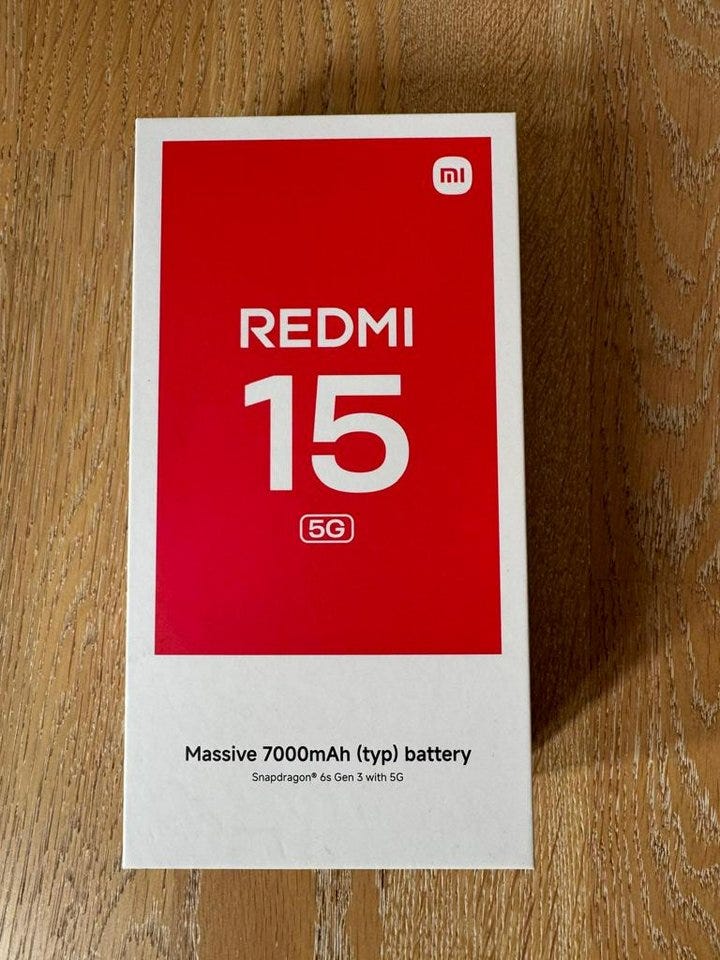 mi
REDMI
15
5G
Massive 7000mAh (typ) battery
Snapdragon® 6s Gen 3 with 5G